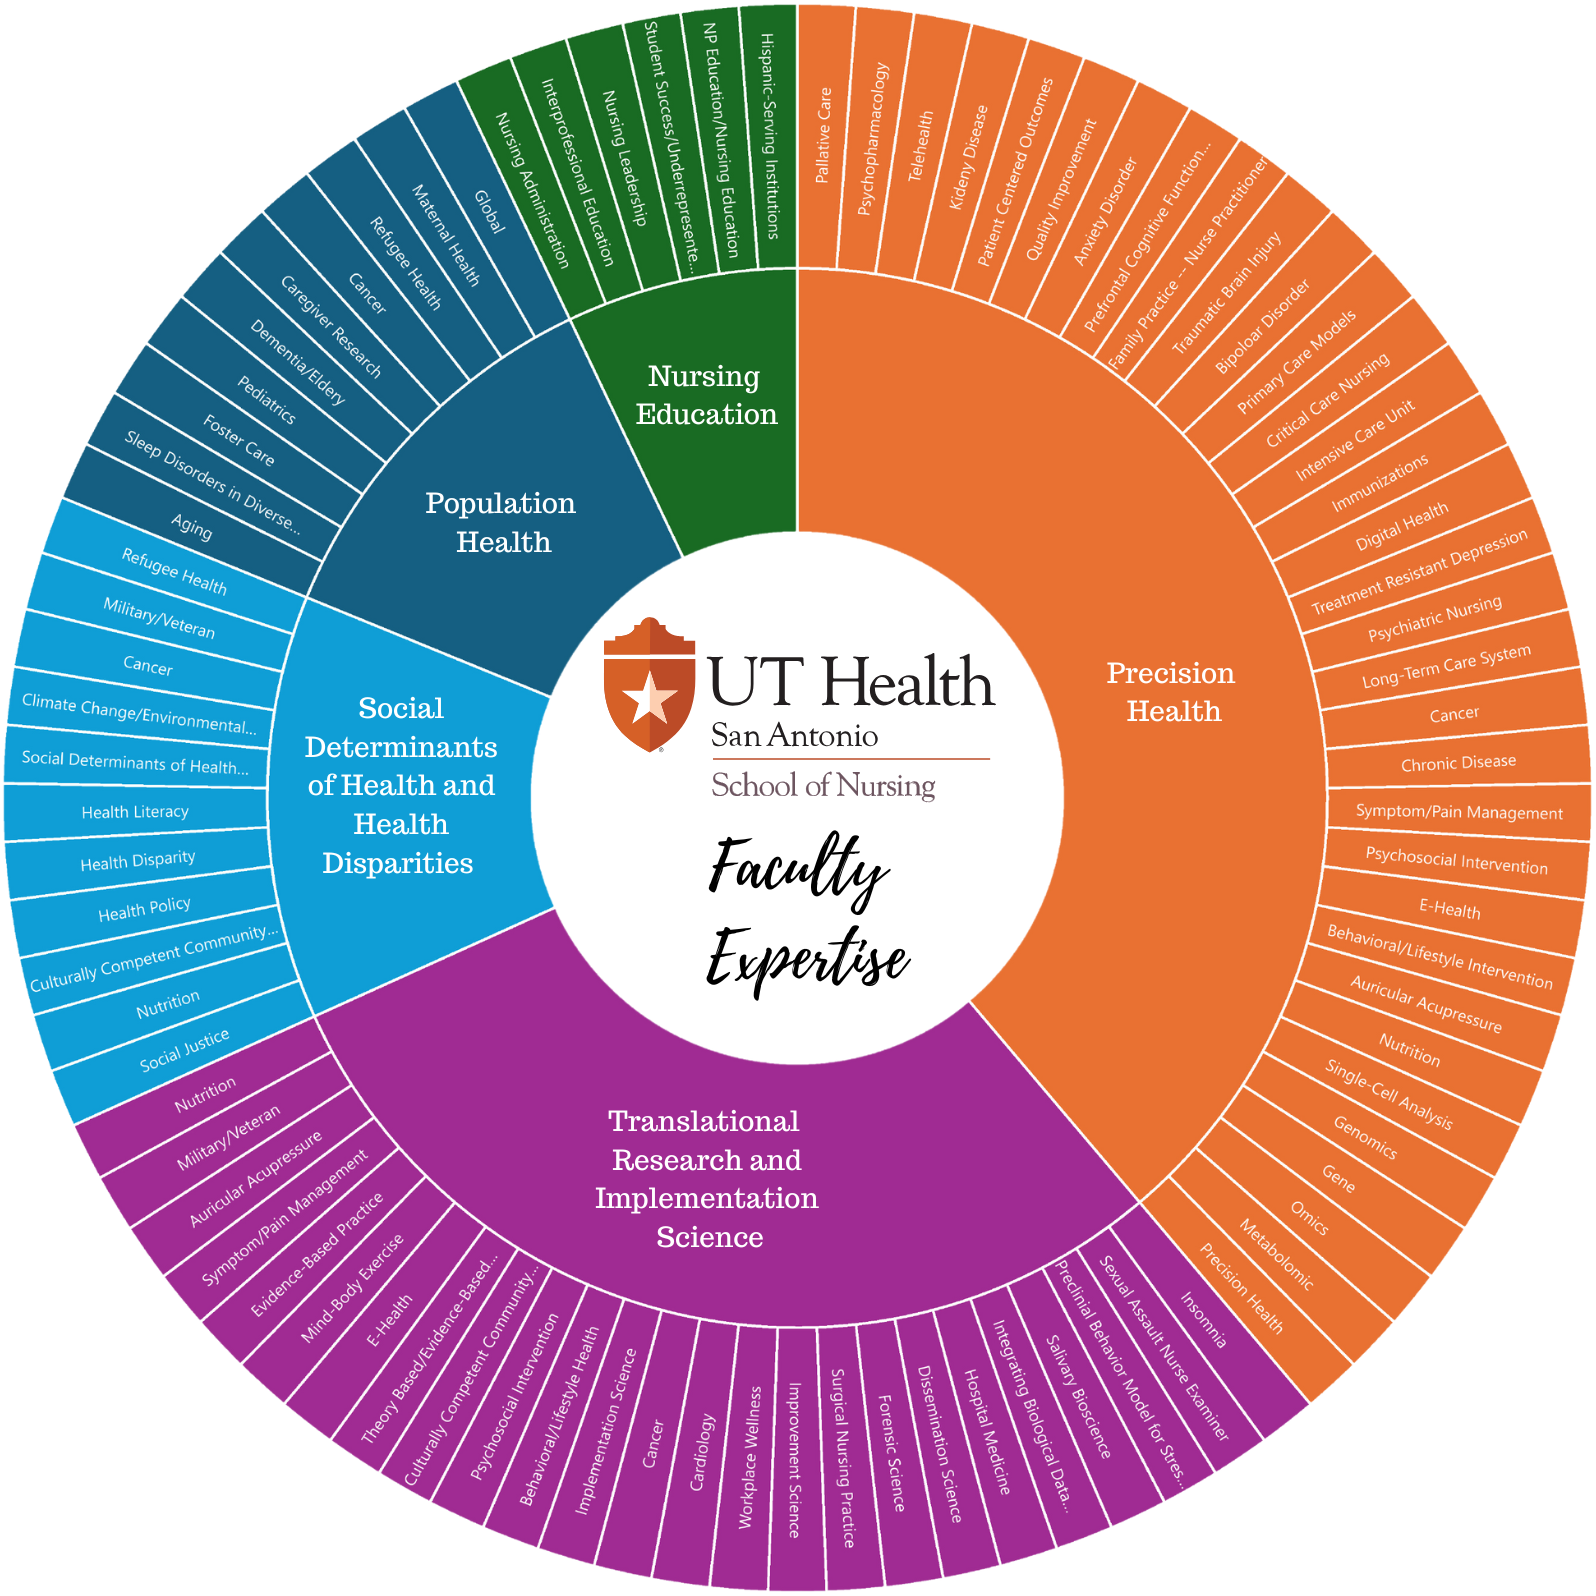 UT Health
San Antonio
School of Nursing
Faculty
Expertise
Precision
Health
Pallative Care
Psychopharmacology
Telehealth
Kideny Disease
Patient Centered Outcomes
Quality Improvement
Anxiety Disorder
Prefrontal Cognitive Function...
Family Practice -- Nurse Practitioner
Traumatic Brain Injury
Bipoloar Disorder
Primary Care Models
Critical Care Nursing
Intensive Care Unit
Immunizations
Digital Health
Treatment Resistant Depression
Psychiatric Nursing
Long-Term Care System
Cancer
Chronic Disease
Symptom/Pain Management
Psychosocial Intervention
E-Health
Behavioral/Lifestyle Intervention
Auricular Acupressure
Nutrition
Single-Cell Analysis
Genomics
Gene
Omics
Metabolomic
Precision Health
Translational
Research and
Implementation
Science
Insomnia
Sexual Assault Nurse Examiner
Preclinial Behavior Model for Stres...
Salivary Bioscience
Integrating Biological Data...
Hospital Medicine
Dissemination Science
Forensic Science
Surgical Nursing Practice
Improvement Science
Workplace Wellness
Cardiology
Cancer
Implementation Science
Behavioral/Lifestyle Health
Psychosocial Intervention
Culturally Competent Community...
Theory Based/Evidence-Based...
E-Health
Mind-Body Exercise
Evidence-Based Practice
Symptom/Pain Management
Auricular Acupressure
Military/Veteran
Nutrition
Social
Determinants
of Health and
Health
Disparities
Social Justice
Nutrition
Culturally Competent Community...
Health Policy
Health Disparity
Health Literacy
Social Determinants of Health...
Climate Change/Environmental...
Cancer
Military/Veteran
Refugee Health
Population
Health
Aging
Sleep Disorders in Diverse...
Foster Care
Pediatrics
Dementia/Eldery
Caregiver Research
Cancer
Refugee Health
Maternal Health
Global
Nursing
Education
Nursing Administration
Interprofessional Education
Nursing Leadership
Student Success/Underrepresente...
NP Education/Nursing Education
Hispanic-Serving Institutions